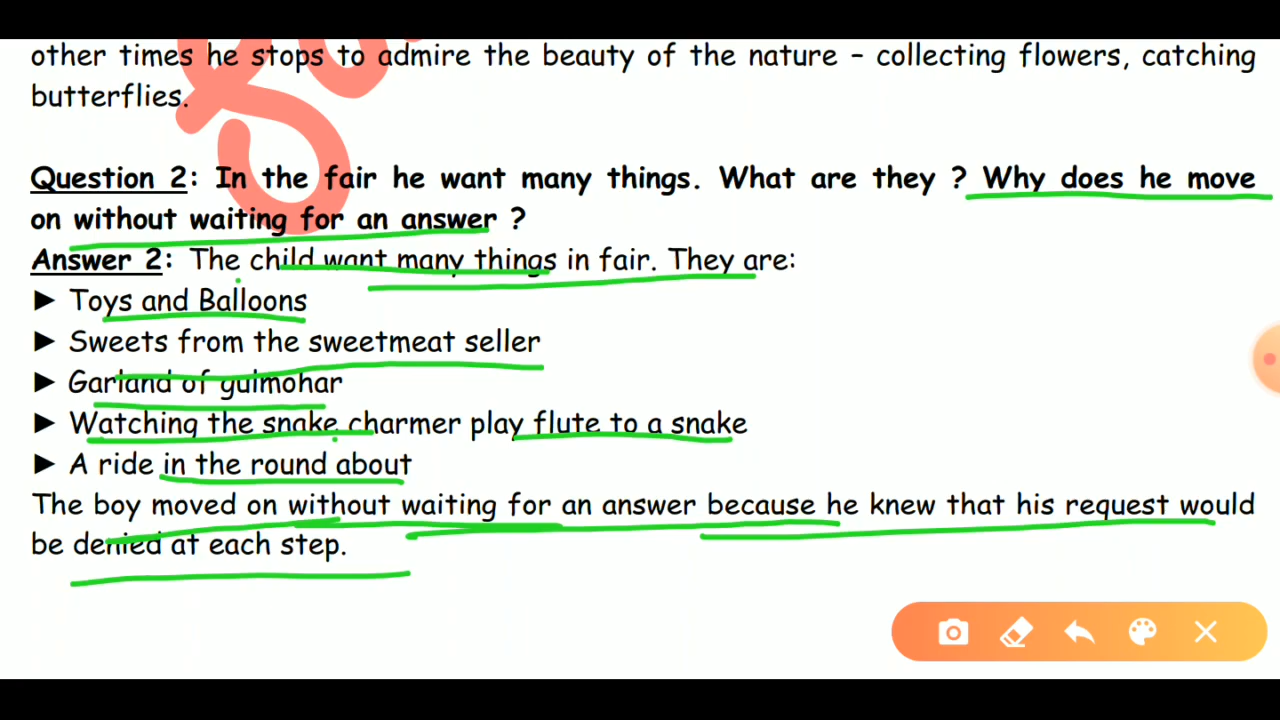 other times he stops to admire the beauty of the nature – collecting flowers, catching
butterflies.
Question 2: In the fair he want many things. What are they ? Why does he move
on without waiting for an answer ?
Answer 2: The child want many things in fair. They are:
► Toys and Balloons
► Sweets from the sweetmeat seller
► Garland of gulmohar
► Watching the snake charmer play flute to a snake
► A ride in the round about
The boy moved on without waiting for an answer because he knew that his request would
be denied at each step.